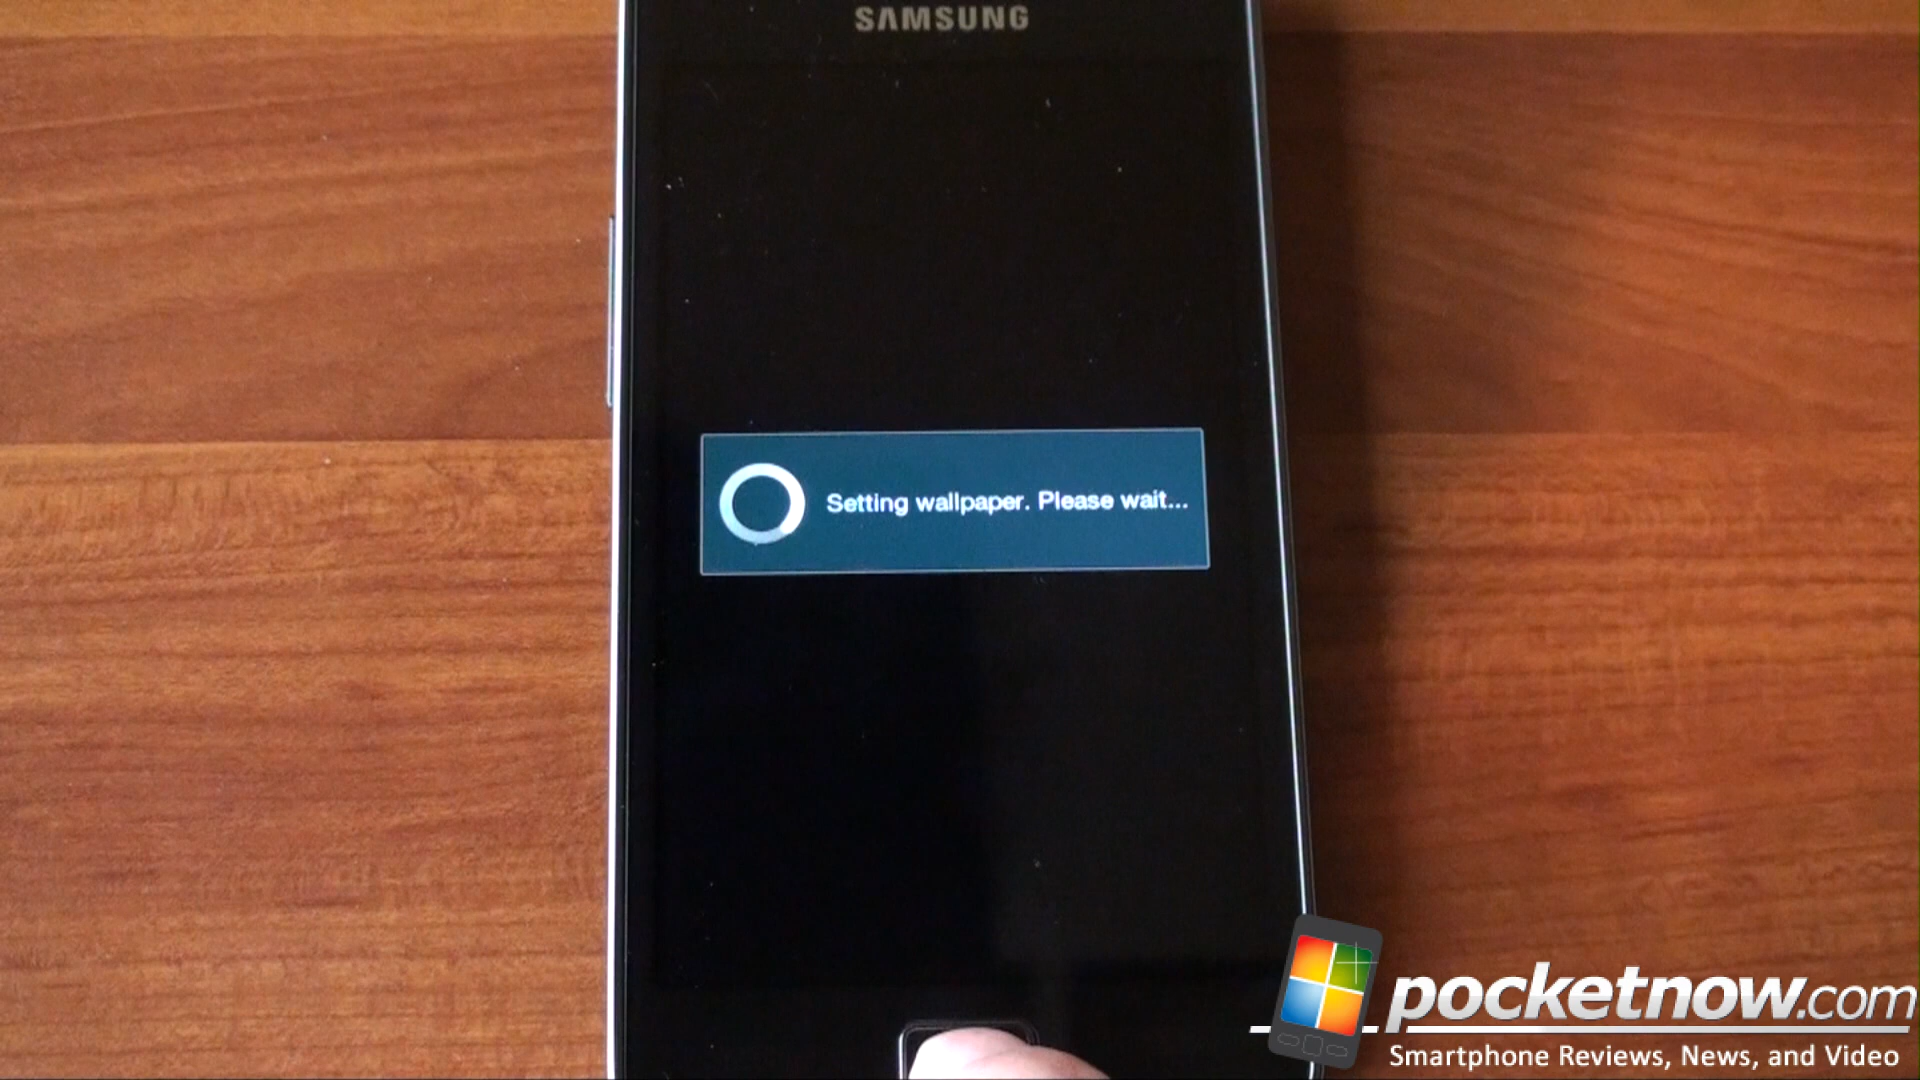 SAMSUNG
Setting wallpaper. Please wait...
pocketnow.com
Smartphone Reviews, News, and Video